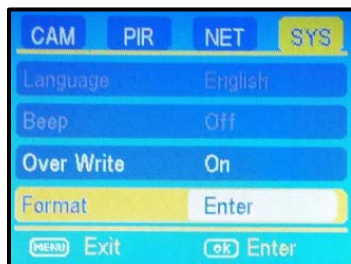 CAM PIR NET SYS
Language English
Beep Off
Over Write On
Format Enter
MENU Exit ok Enter